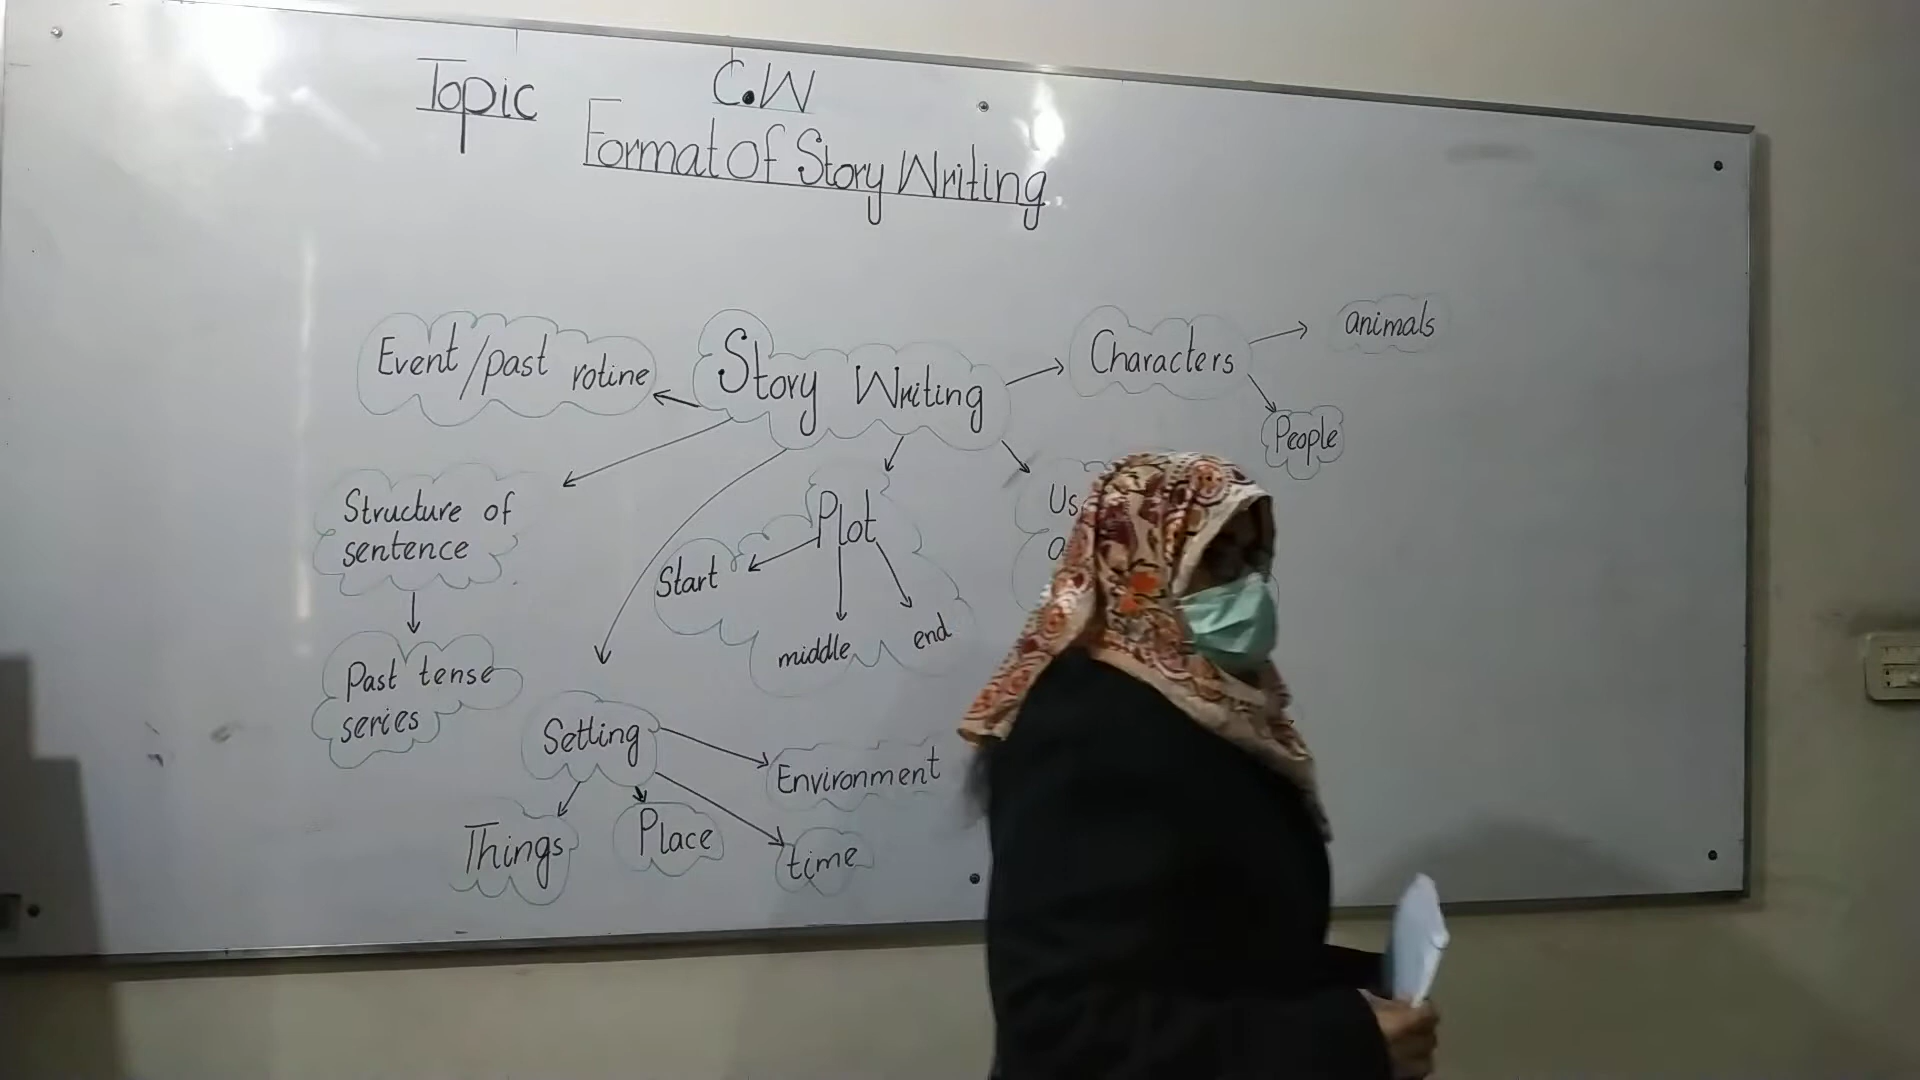 C.W
Topic
Format Of Story Writing
Event/past rotine
Story Writing
Characters
animals
People
Structure of
sentence
Past tense
series
Plot
Start
middle
end
Setting
Environment
Things
Place
time